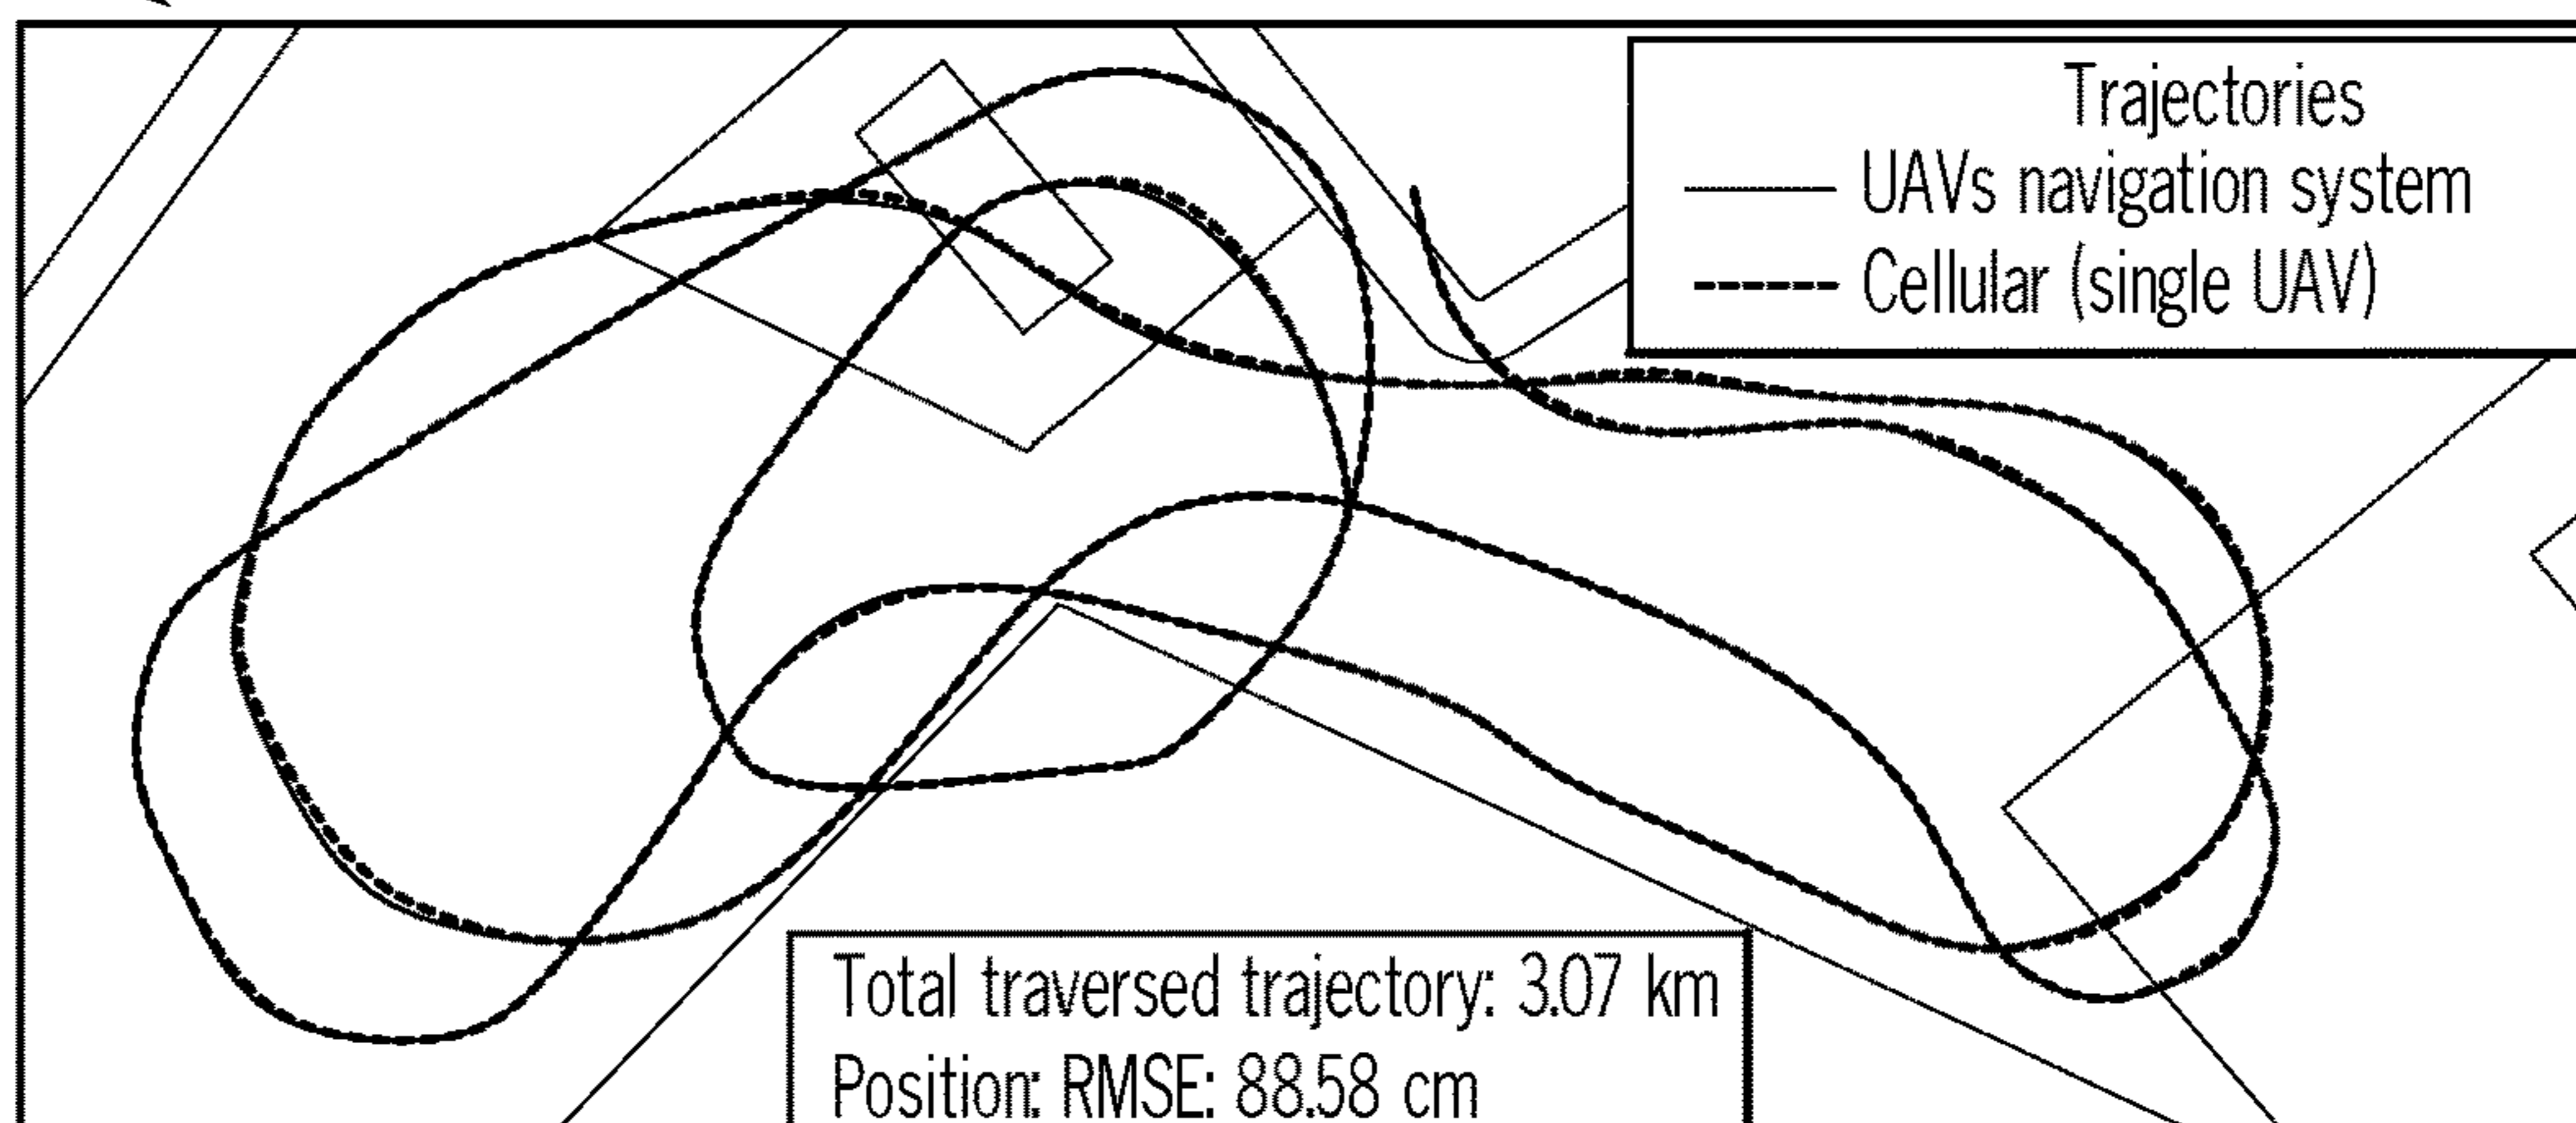 Trajectories
UAVs navigation system
Cellular (single UAV)
Total traversed trajectory: 3.07 km
Position: RMSE: 88.58 cm